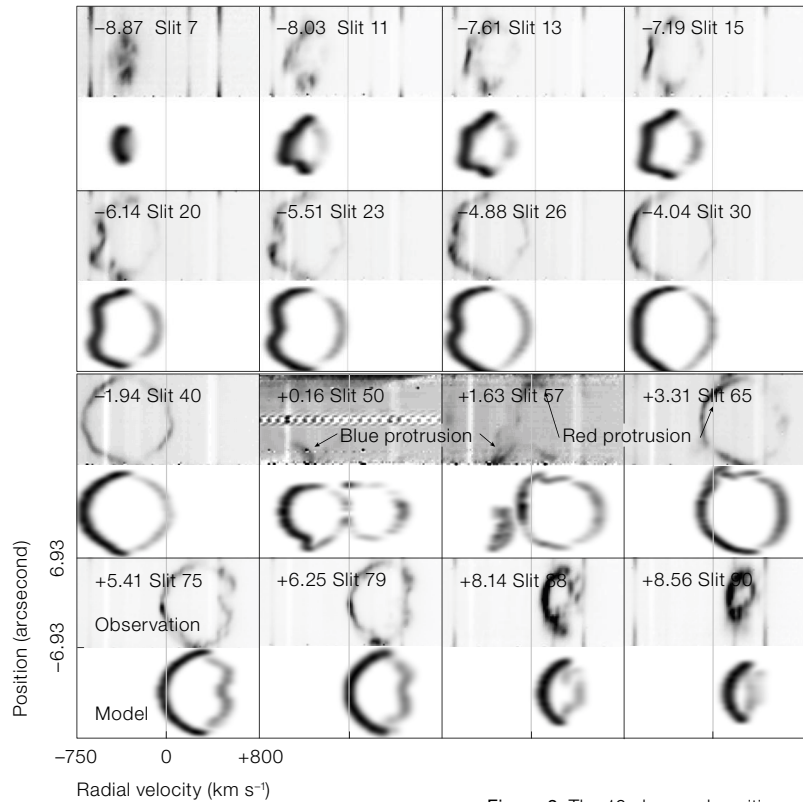 −8.87 Slit 7
−8.03 Slit 11
−7.61 Slit 13
−7.19 Slit 15
−6.14 Slit 20
−5.51 Slit 23
−4.88 Slit 26
−4.04 Slit 30
−1.94 Slit 40
+0.16 Slit 50
+1.63 Slit 57
+3.31 Slit 65
Blue protrusion
Red protrusion
+5.41 Slit 75
+6.25 Slit 79
+8.14 Slit 88
+8.56 Slit 90
Observation
Model
Position (arcsecond)
6.93
−6.93
−750 0 +800
Radial velocity (km s⁻¹)